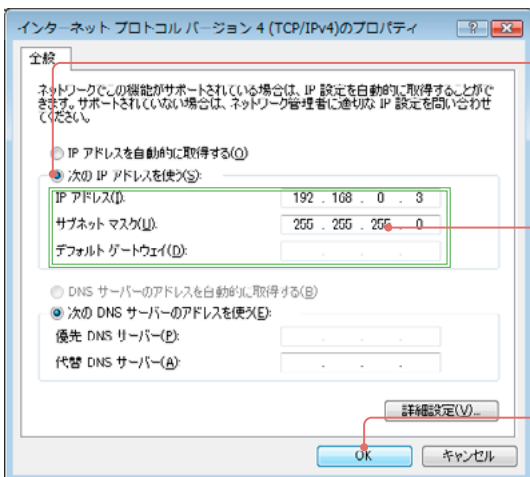 インターネット プロトコル バージョン 4 (TCP/IPv4)のプロパティ
全般
ネットワークでこの機能がサポートされている場合は、IP 設定を自動的に取得することがで
きます。サポートされていない場合は、ネットワーク管理者に適切な IP 設定を問い合わせ
てください。
IP アドレスを自動的に取得する(O)
次の IP アドレスを使う(S):
IP アドレス(I): 192 . 168 . 0 . 3
サブネット マスク(U): 255 . 255 . 255 . 0
デフォルト ゲートウェイ(D): . . .
DNS サーバーのアドレスを自動的に取得する(B)
次の DNS サーバーのアドレスを使う(E):
優先 DNS サーバー(P): . . .
代替 DNS サーバー(A): . . .
詳細設定(V)...
OK キャンセル